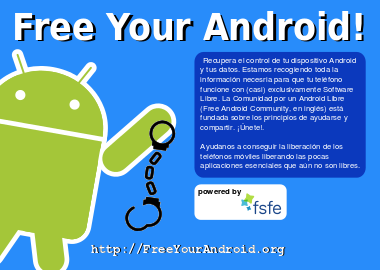 Free Your Android!
Recupera el control de tu dispositivo Android
y tus datos. Estamos recogiendo toda la
información necesria para que tu teléfono
funcione con (casi) exclusivamente Software
Libre. La Comunidad por un Android Libre
(Free Android Community, en inglés) está
fundada sobre los principios de ayudarse y
compartir. ¡Únete!.
Ayudanos a conseguir la liberación de los
teléfonos móviles liberando las pocas
aplicaciones esenciales que aún no son libres.
powered by
fsfe
http://FreeYourAndroid.org